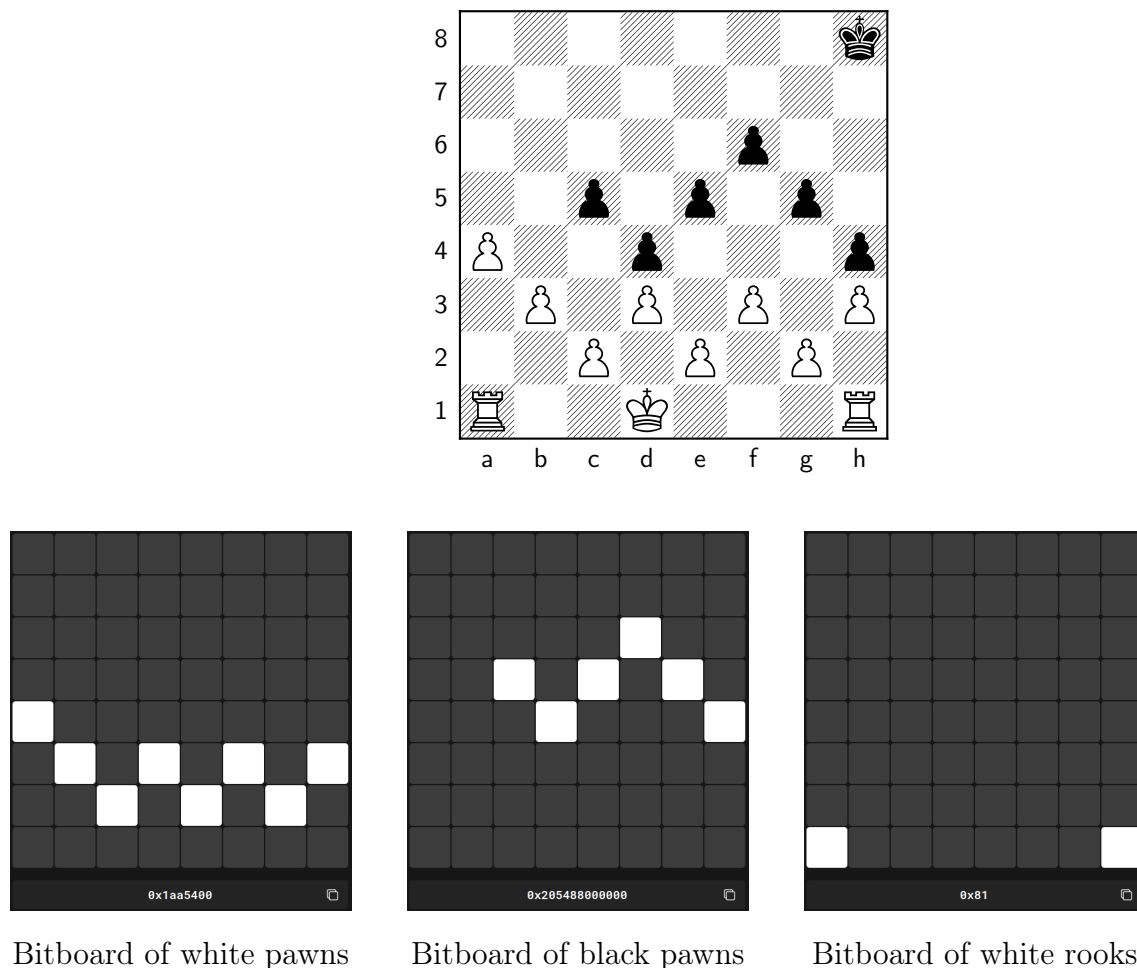 8
7
6
5
4
3
2
1
a b c d e f g h
0x1aa5400 0x205488000000 0x81
Bitboard of white pawns Bitboard of black pawns Bitboard of white rooks